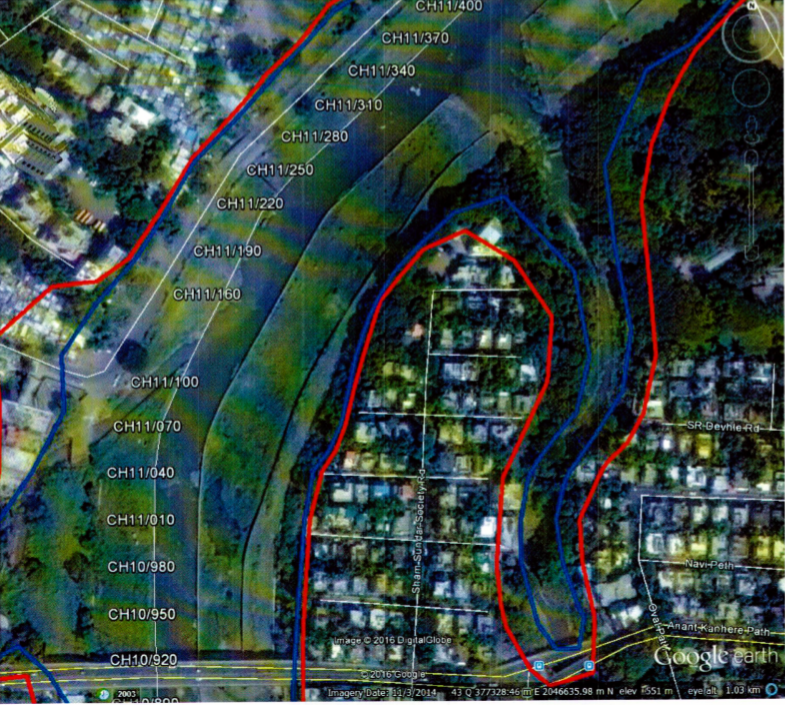 CH11/400
CH11/370
CH11/340
CH11/310
CH11/280
CH11/250
CH11/220
CH11/190
CH11/160
CH11/100
CH11/070
CH11/040
CH11/010
CH10/980
CH10/950
CH10/920
SR Devhle Rd
Sham Sunder Society Rd
Navi Peth
Anant Kanhere Path
Image © 2016 DigitalGlobe
© 2016 Google
Google earth
2003
Imagery Date: 11/3/2014 43 Q 377328.46 m E 2046635.98 m N elev 551 m eye alt 1.03 km